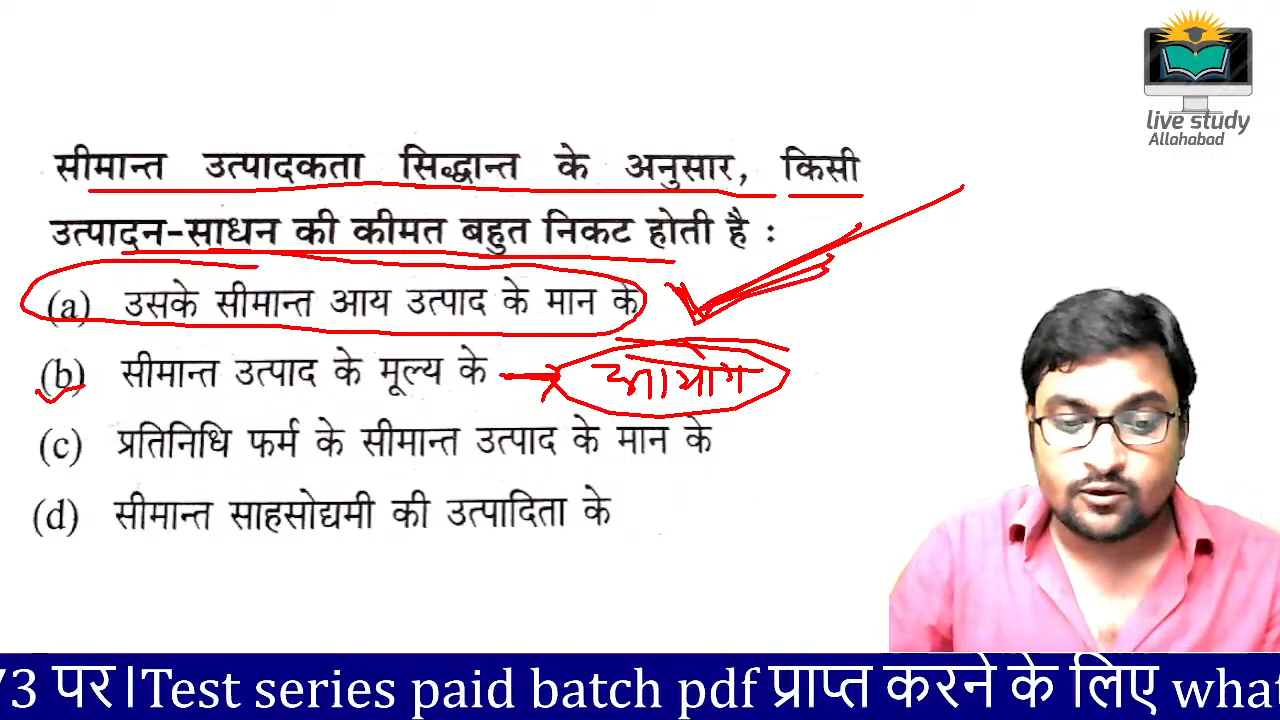 live study
Allahabad
सीमान्त उत्पादकता सिद्धान्त के अनुसार, किसी
उत्पादन-साधन की कीमत बहुत निकट होती है :
(a) उसके सीमान्त आय उत्पाद के मान के
(b) सीमान्त उत्पाद के मूल्य के
आयोग
(c) प्रतिनिधि फर्म के सीमान्त उत्पाद के मान के
(d) सीमान्त साहसोद्यमी की उत्पादिता के
73 पर।Test series paid batch pdf प्राप्त करने के लिए what